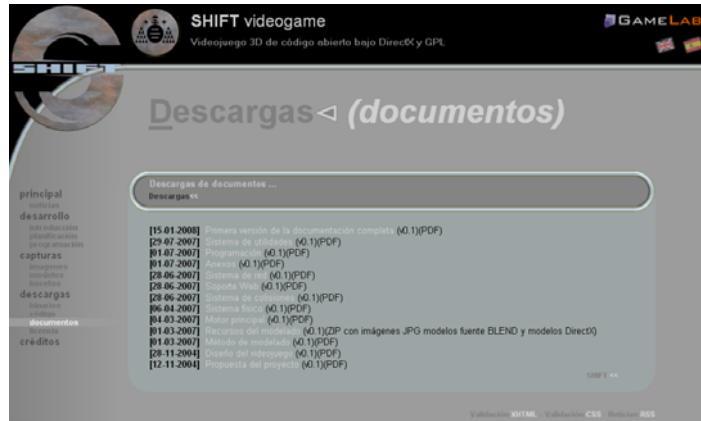 SHIFT videogame
Videojuego 3D de código abierto bajo DirectX y GPL
GAMELAB
SHIFT
Descargas (documentos)
Descargas de documentos ...
Descargas<<
principal
noticias
desarrollo
introducción
planificación
programación
capturas
imágenes
descargas
binarios
código
documentos
licencia
créditos
[15-01-2008] Primera versión de la documentación completa (v0.1)(PDF)
[29-07-2007] Sistema de utilidades (v0.1)(PDF)
[01-07-2007] Programación (v0.1)(PDF)
[01-07-2007] Anexos (v0.1)(PDF)
[28-06-2007] Sistema de red (v0.1)(PDF)
[28-06-2007] Soporte Web (v0.1)(PDF)
[28-06-2007] Sistema de colisiones (v0.1)(PDF)
[06-04-2007] Sistema físico (v0.1)(PDF)
[04-03-2007] Motor principal (v0.1)(PDF)
[01-03-2007] Recursos del modelado (v0.1)(ZIP con imágenes JPG modelos fuente BLEND y modelos DirectX)
[01-03-2007] Método de modelado (v0.1)(PDF)
[28-11-2004] Diseño del videojuego (v0.1)(PDF)
[12-11-2004] Propuesta del proyecto (v0.1)(PDF)
SHIFT <<
Validación XHTML - Validación CSS - Noticias RSS